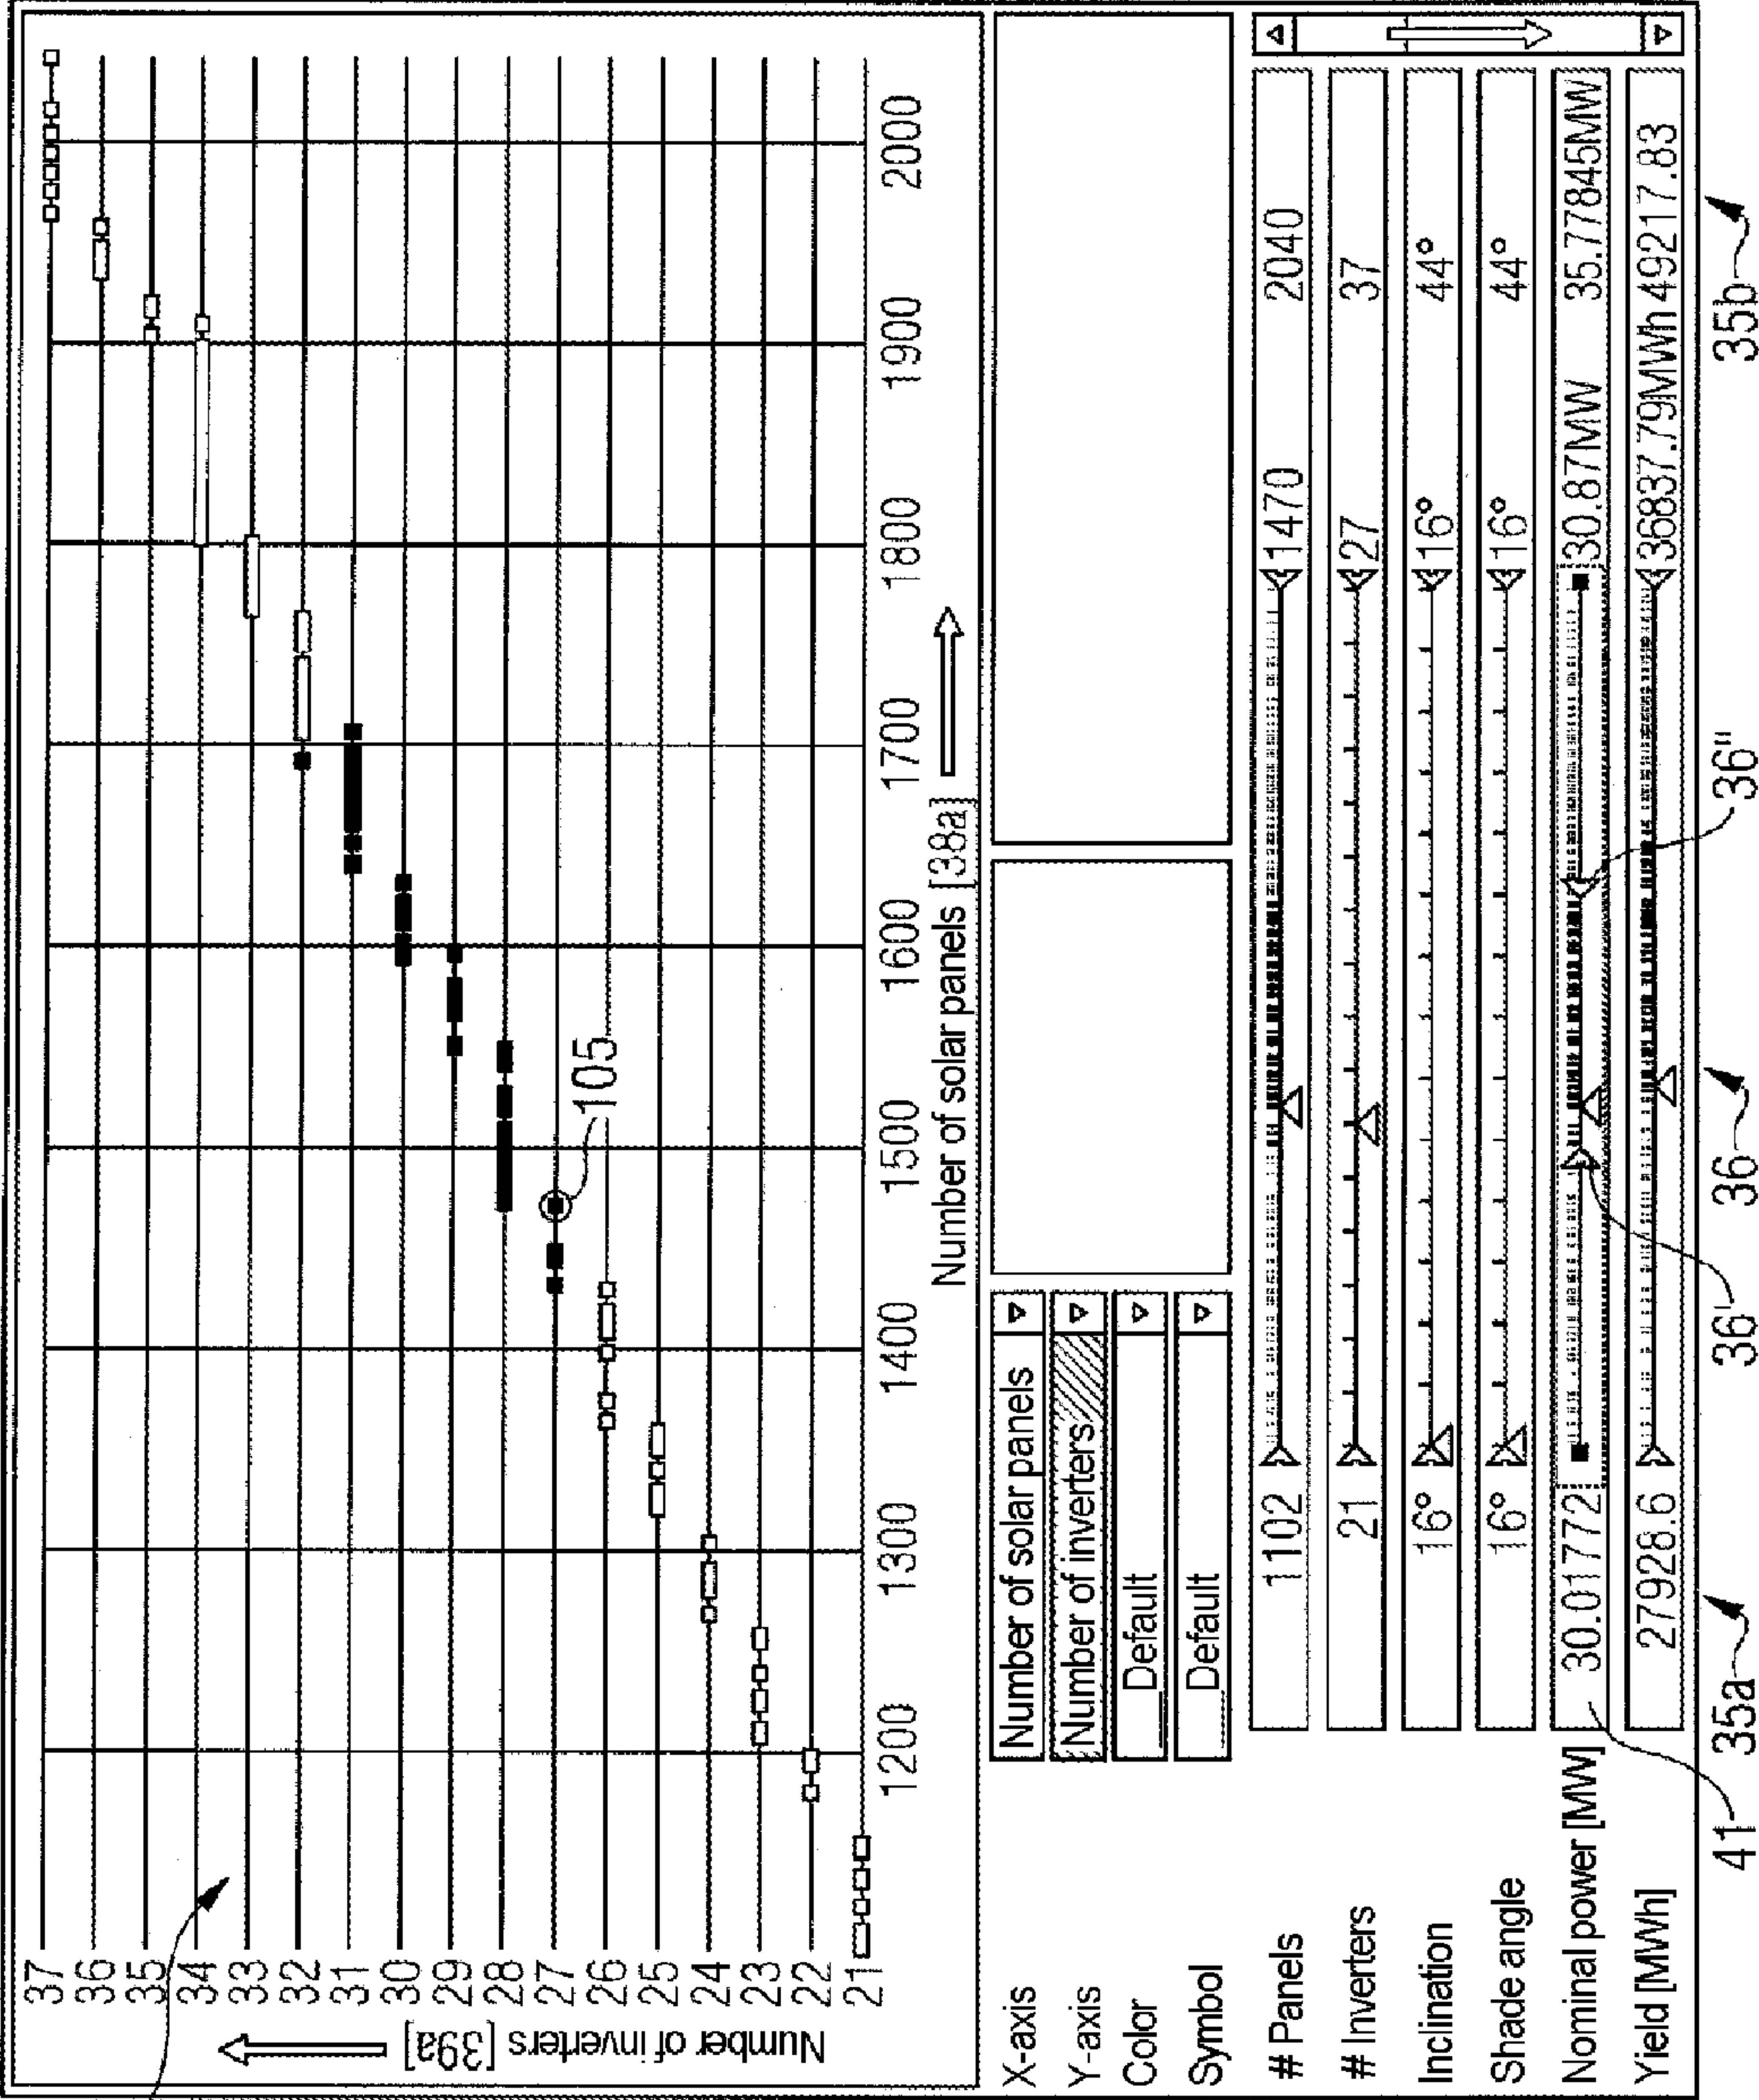 37
36
35
34
33
32
31
30
29
28
27
26
25
24
23
22
21
Number of inverters [39a]
105
1200 1300 1400 1500 1600 1700 1800 1900 2000
Number of solar panels [38a]
X-axis Number of solar panels
Y-axis Number of inverters
Color Default
Symbol Default
# Panels 1102 1470 2040
# Inverters 21 27 37
Inclination 16° 16° 44°
Shade angle 16° 16° 44°
Nominal power [MW] 30.01772 30.87MW 35.77845MW
Yield [MWh] 27928.6 36837.79MWh 49217.83
41 35a 36' 36 36" 35b